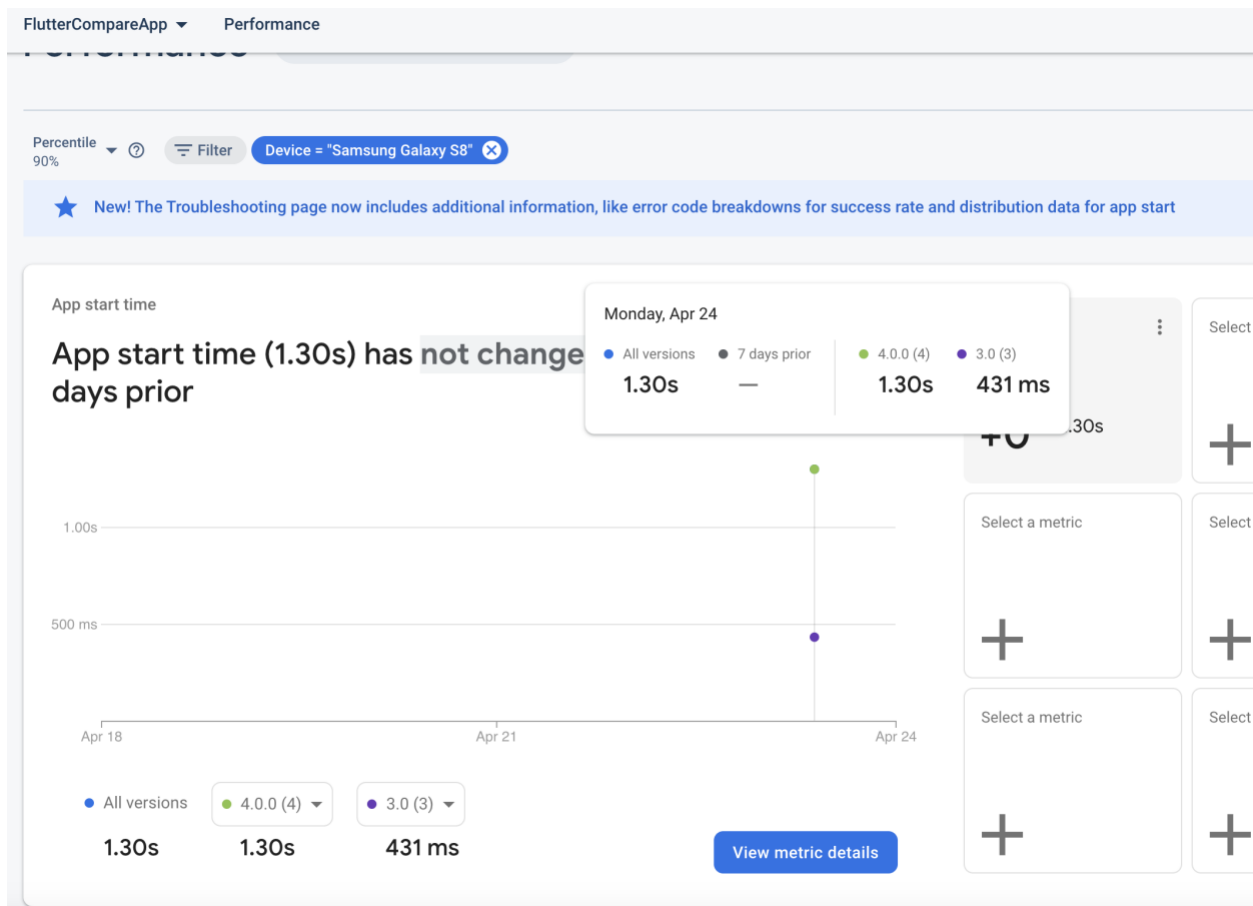 FlutterCompareApp Performance
Performance
Percentile
90%
Filter
Device = "Samsung Galaxy S8"
New! The Troubleshooting page now includes additional information, like error code breakdowns for success rate and distribution data for app start
App start time
App start time (1.30s) has not change
days prior
Monday, Apr 24
All versions 7 days prior 4.0.0 (4) 3.0 (3)
1.30s — 1.30s 431 ms
Select
+0 .30s
1.00s
500 ms
Apr 18 Apr 21 Apr 24
Select a metric Select
Select a metric Select
All versions 4.0.0 (4) 3.0 (3)
1.30s 1.30s 431 ms
View metric details